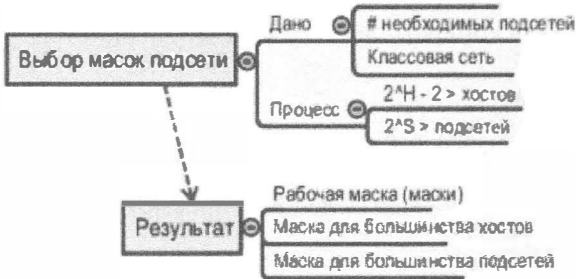 Дано
# необходимых подсетей
Выбор масок подсети
Классовая сеть
Процесс
2^H - 2 > хостов
2^S > подсетей
Рабочая маска (маски)
Результат
Маска для большинства хостов
Маска для большинства подсетей